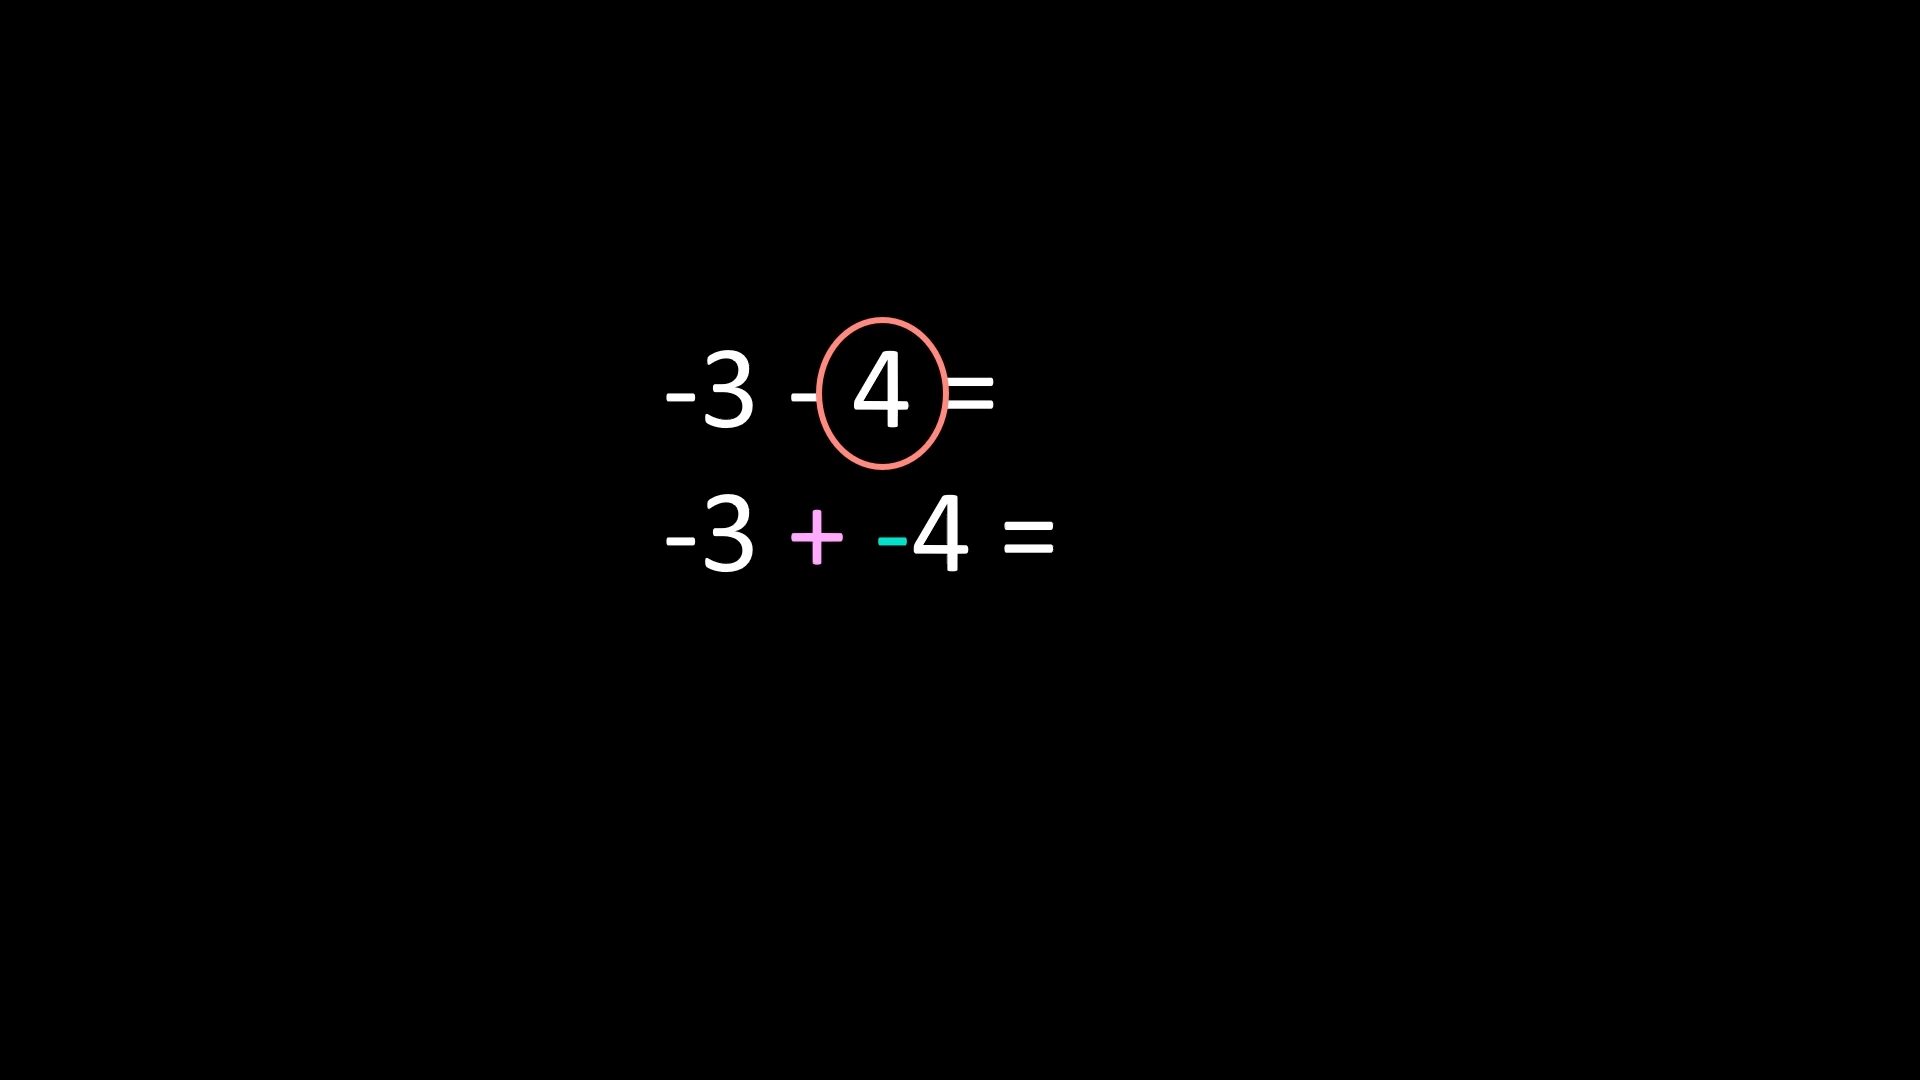 -3 - 4 =
-3 + -4 =